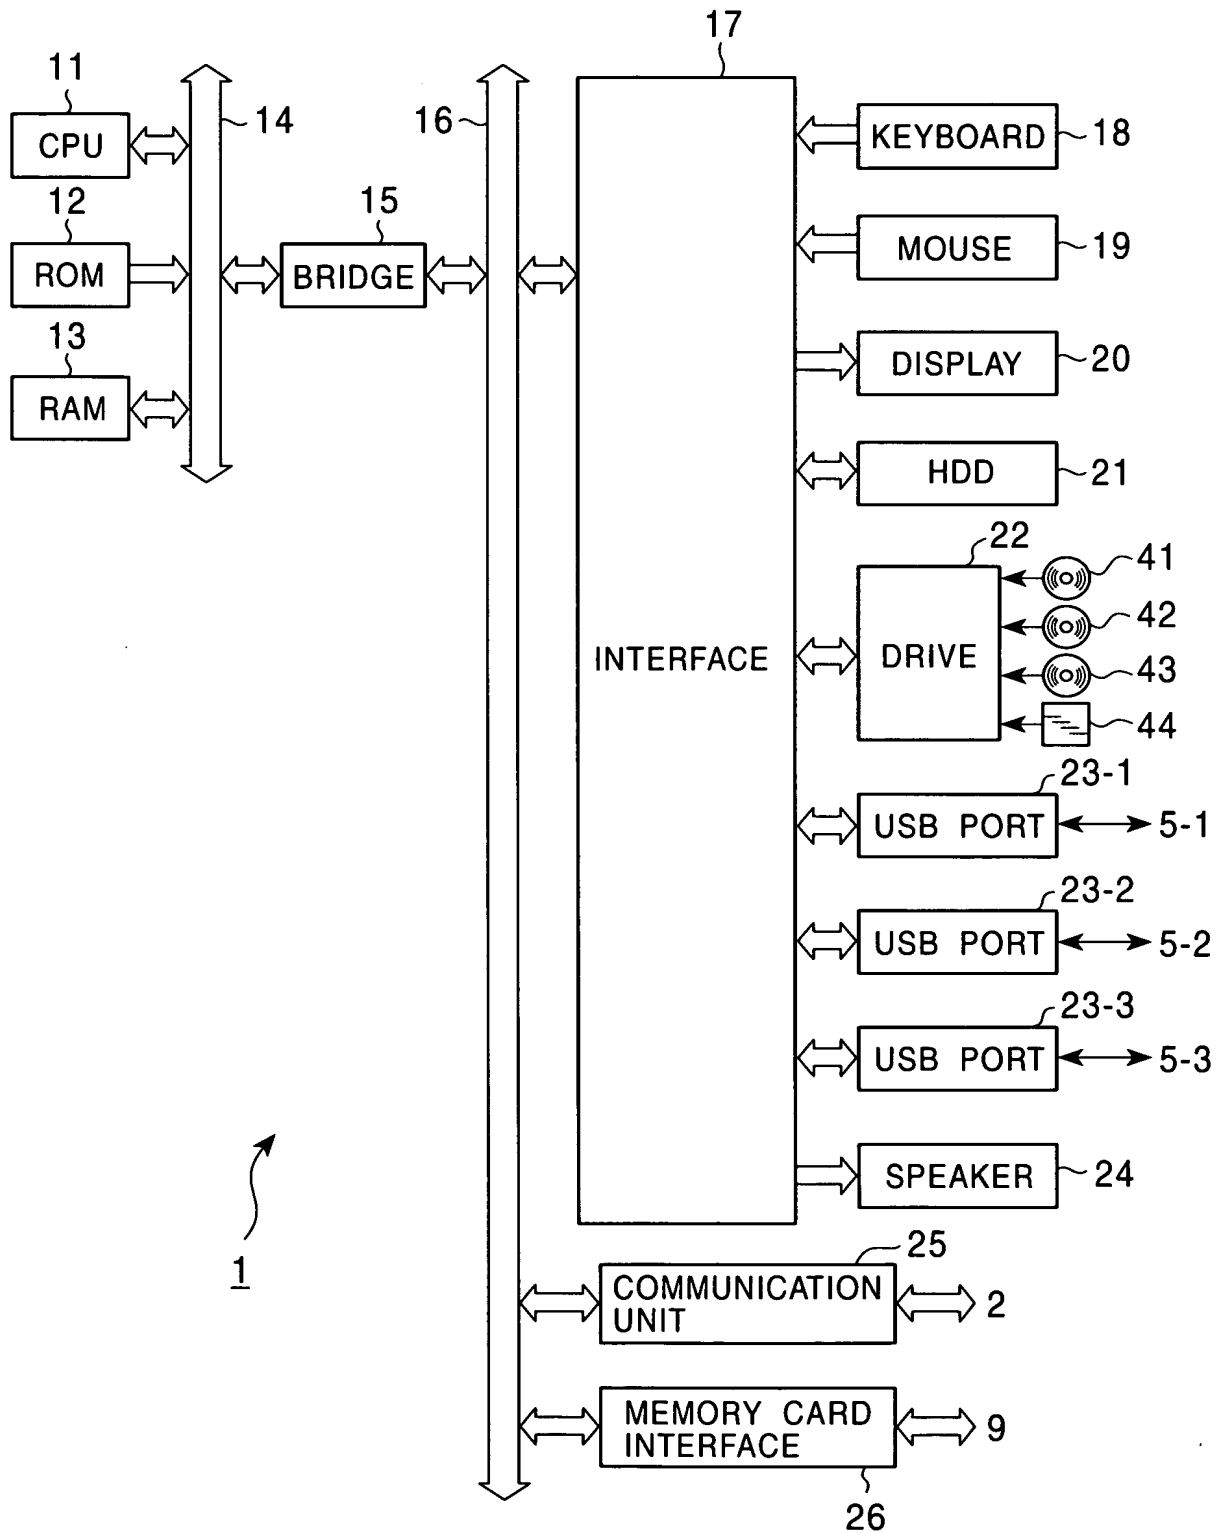 17
11
14
16
CPU
KEYBOARD
18
12
15
ROM
BRIDGE
MOUSE
19
13
RAM
DISPLAY
20
HDD
21
22
41
42
INTERFACE
DRIVE
43
44
23-1
USB PORT
5-1
23-2
USB PORT
5-2
23-3
USB PORT
5-3
SPEAKER
24
1
25
COMMUNICATION
UNIT
2
MEMORY CARD
INTERFACE
9
26